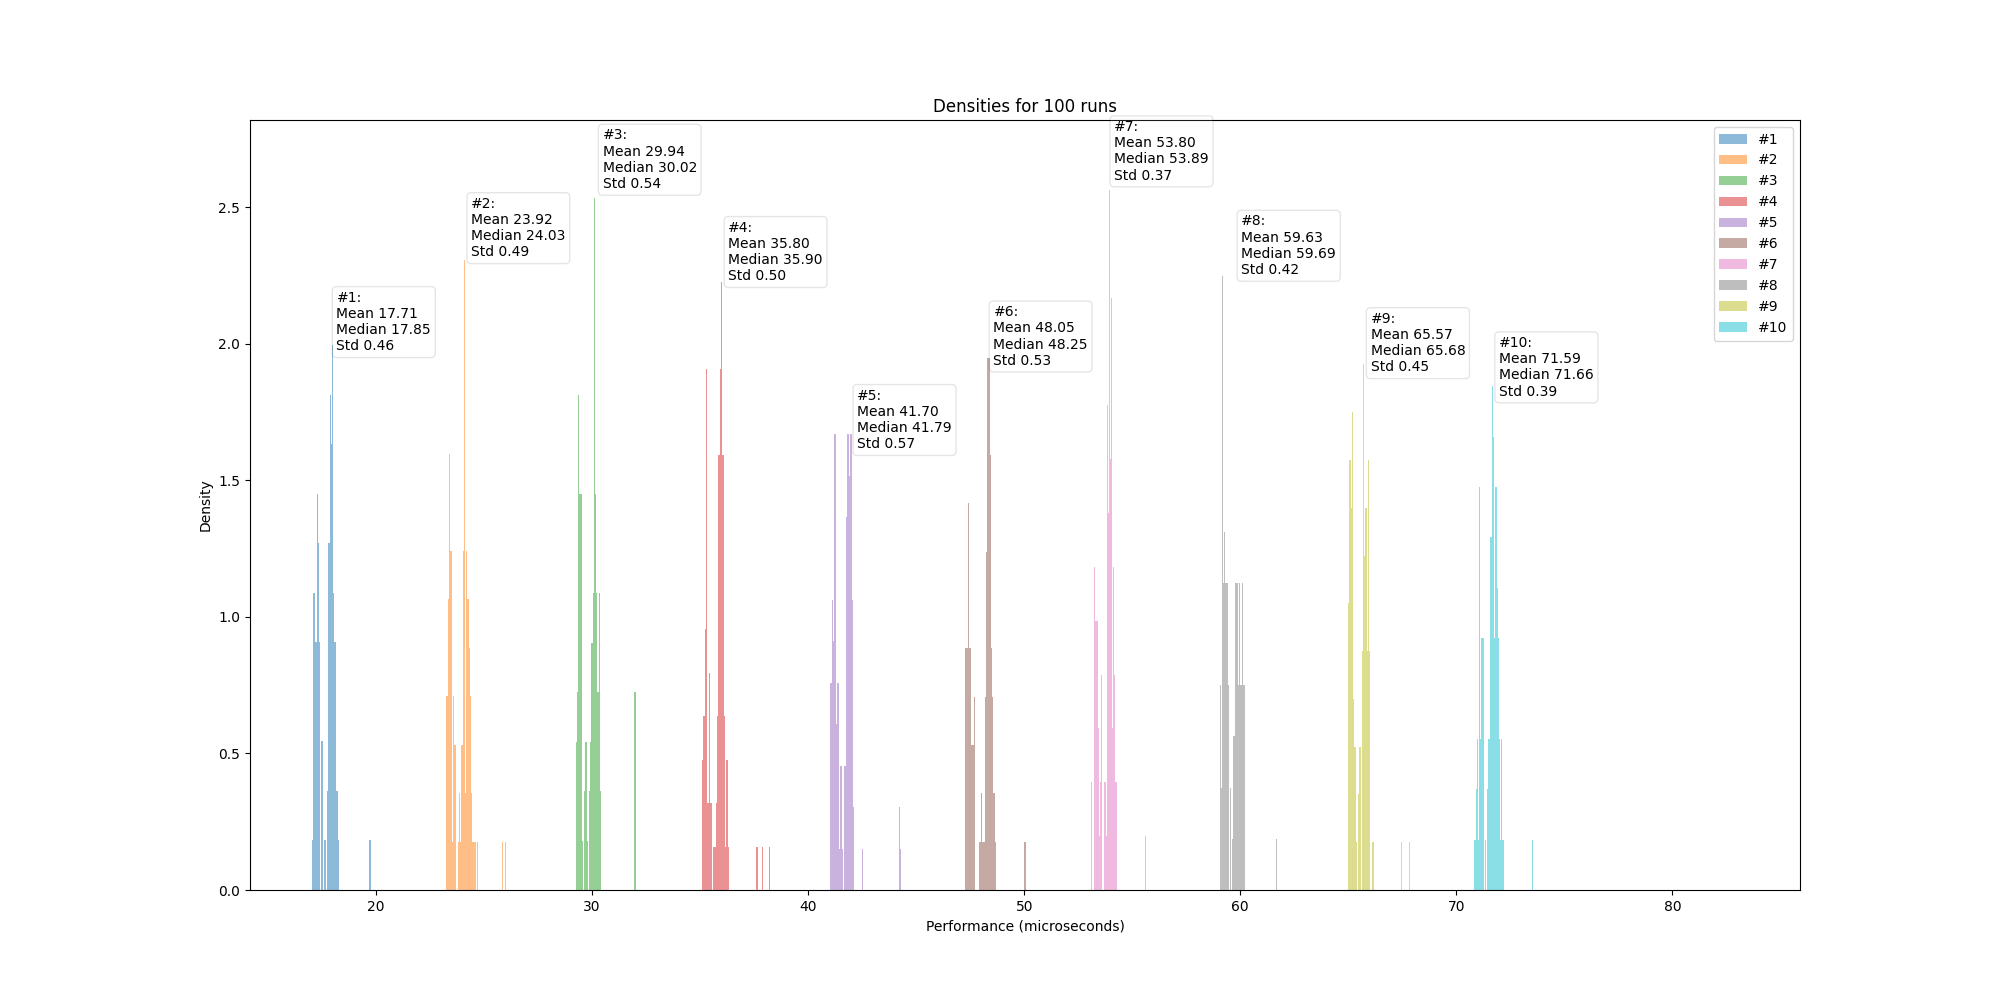 Densities for 100 runs
#1:
Mean 17.71
Median 17.85
Std 0.46
#2:
Mean 23.92
Median 24.03
Std 0.49
#3:
Mean 29.94
Median 30.02
Std 0.54
#4:
Mean 35.80
Median 35.90
Std 0.50
#5:
Mean 41.70
Median 41.79
Std 0.57
#6:
Mean 48.05
Median 48.25
Std 0.53
#7:
Mean 53.80
Median 53.89
Std 0.37
#8:
Mean 59.63
Median 59.69
Std 0.42
#9:
Mean 65.57
Median 65.68
Std 0.45
#10:
Mean 71.59
Median 71.66
Std 0.39
#1
#2
#3
#4
#5
#6
#7
#8
#9
#10
Density
2.5
2.0
1.5
1.0
0.5
0.0
20 30 40 50 60 70 80
Performance (microseconds)